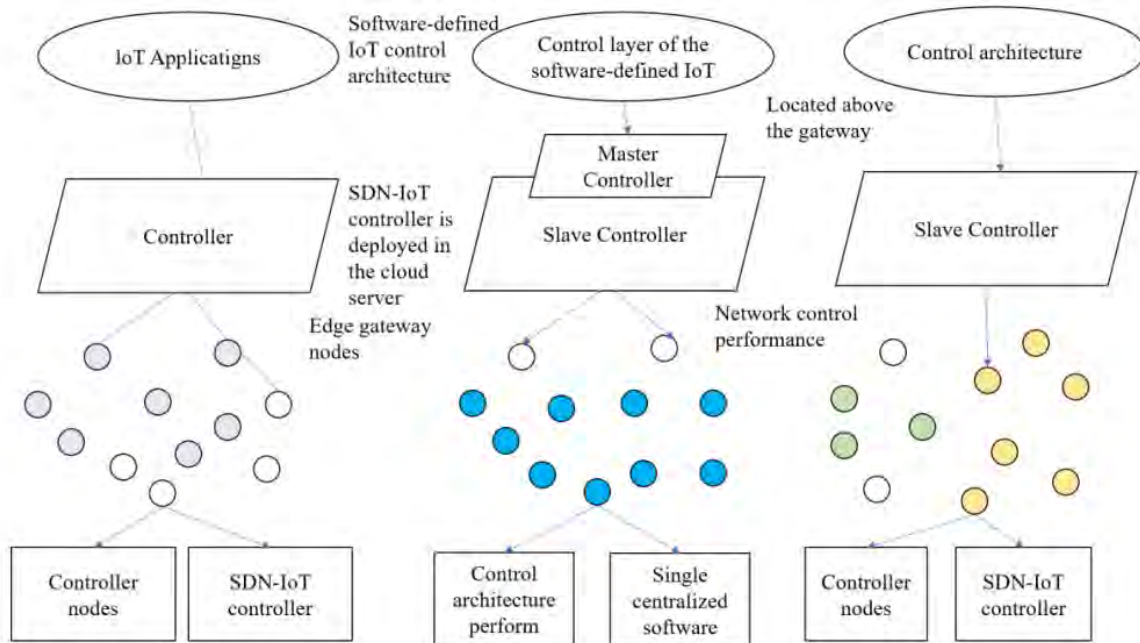 IoT Applicatigns
Software-defined
IoT control
architecture
Control layer of the
software-defined IoT
Control architecture
Located above
the gateway
Master
Controller
Controller
SDN-IoT
controller is
deployed in
the cloud
server
Slave Controller
Slave Controller
Edge gateway
nodes
Network control
performance
Controller
nodes
SDN-IoT
controller
Control
architecture
perform
Single
centralized
software
Controller
nodes
SDN-IoT
controller